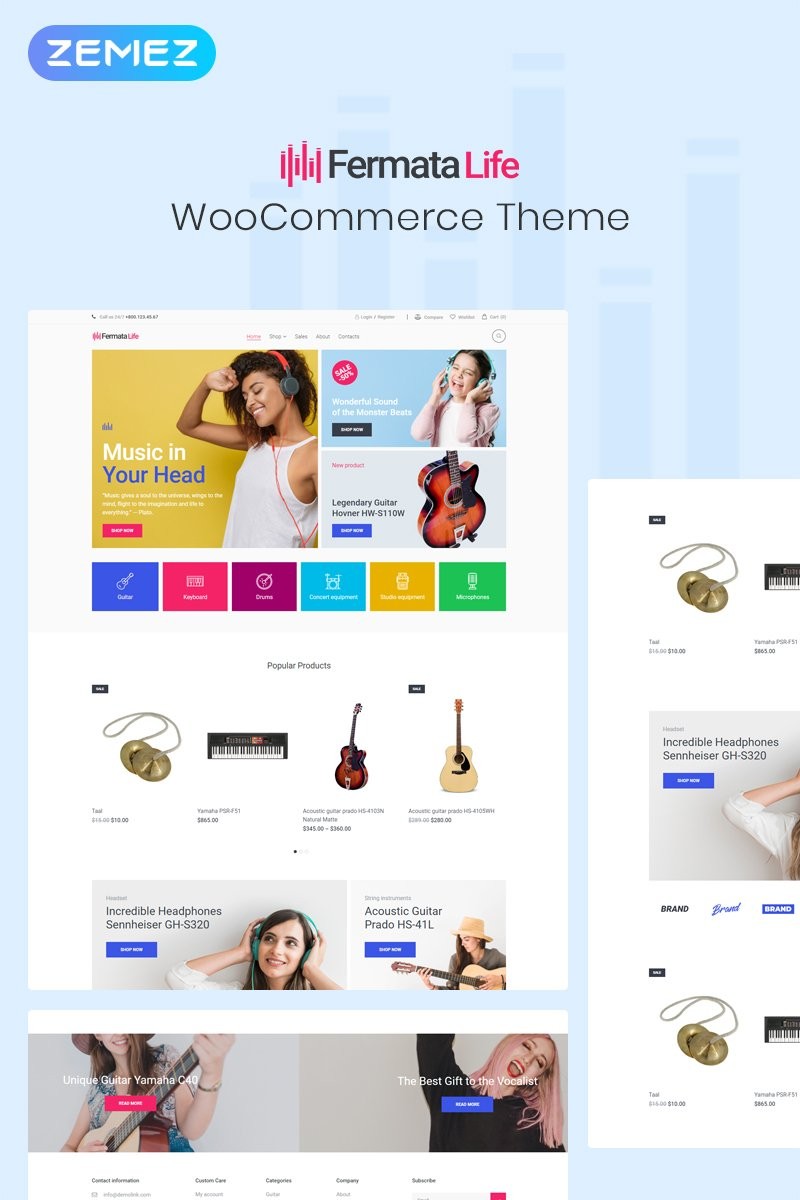 ZEMEZ
Fermata Life
WooCommerce Theme
Call us 24/7 +800.123.45.67
Login / Register
Compare
Wishlist
Cart (0)
Fermata Life
Home
Shop
Sales
About
Contacts
Music in
Your Head
"Music gives a soul to the universe, wings to the
mind, flight to the imagination and life to
everything." — Plato.
SHOP NOW
SALE
-50%
Wonderful Sound
of the Monster Beats
SHOP NOW
New product
Legendary Guitar
Hovner HW-S110W
SHOP NOW
Guitar
Keyboard
Drums
Concert equipment
Studio equipment
Microphones
Popular Products
SALE
SALE
Taal
$15.00 $10.00
Yamaha PSR-F51
$865.00
Acoustic guitar prado HS-4103N
Natural Matte
$345.00 – $360.00
Acoustic guitar prado HS-4105WH
$289.00 $280.00
Headset
Incredible Headphones
Sennheiser GH-S320
SHOP NOW
String instruments
Acoustic Guitar
Prado HS-41L
SHOP NOW
SALE
Taal
$15.00 $10.00
Yamaha PSR-F51
$865.00
Headset
Incredible Headphones
Sennheiser GH-S320
SHOP NOW
BRAND
Brand
BRAND
SALE
Taal
$15.00 $10.00
Yamaha PSR-F51
$865.00
Unique Guitar Yamaha C40
READ MORE
The Best Gift to the Vocalist
READ MORE
Contact information
Custom Care
Categories
Company
Subscribe
info@demolink.com
My account
Guitar
About